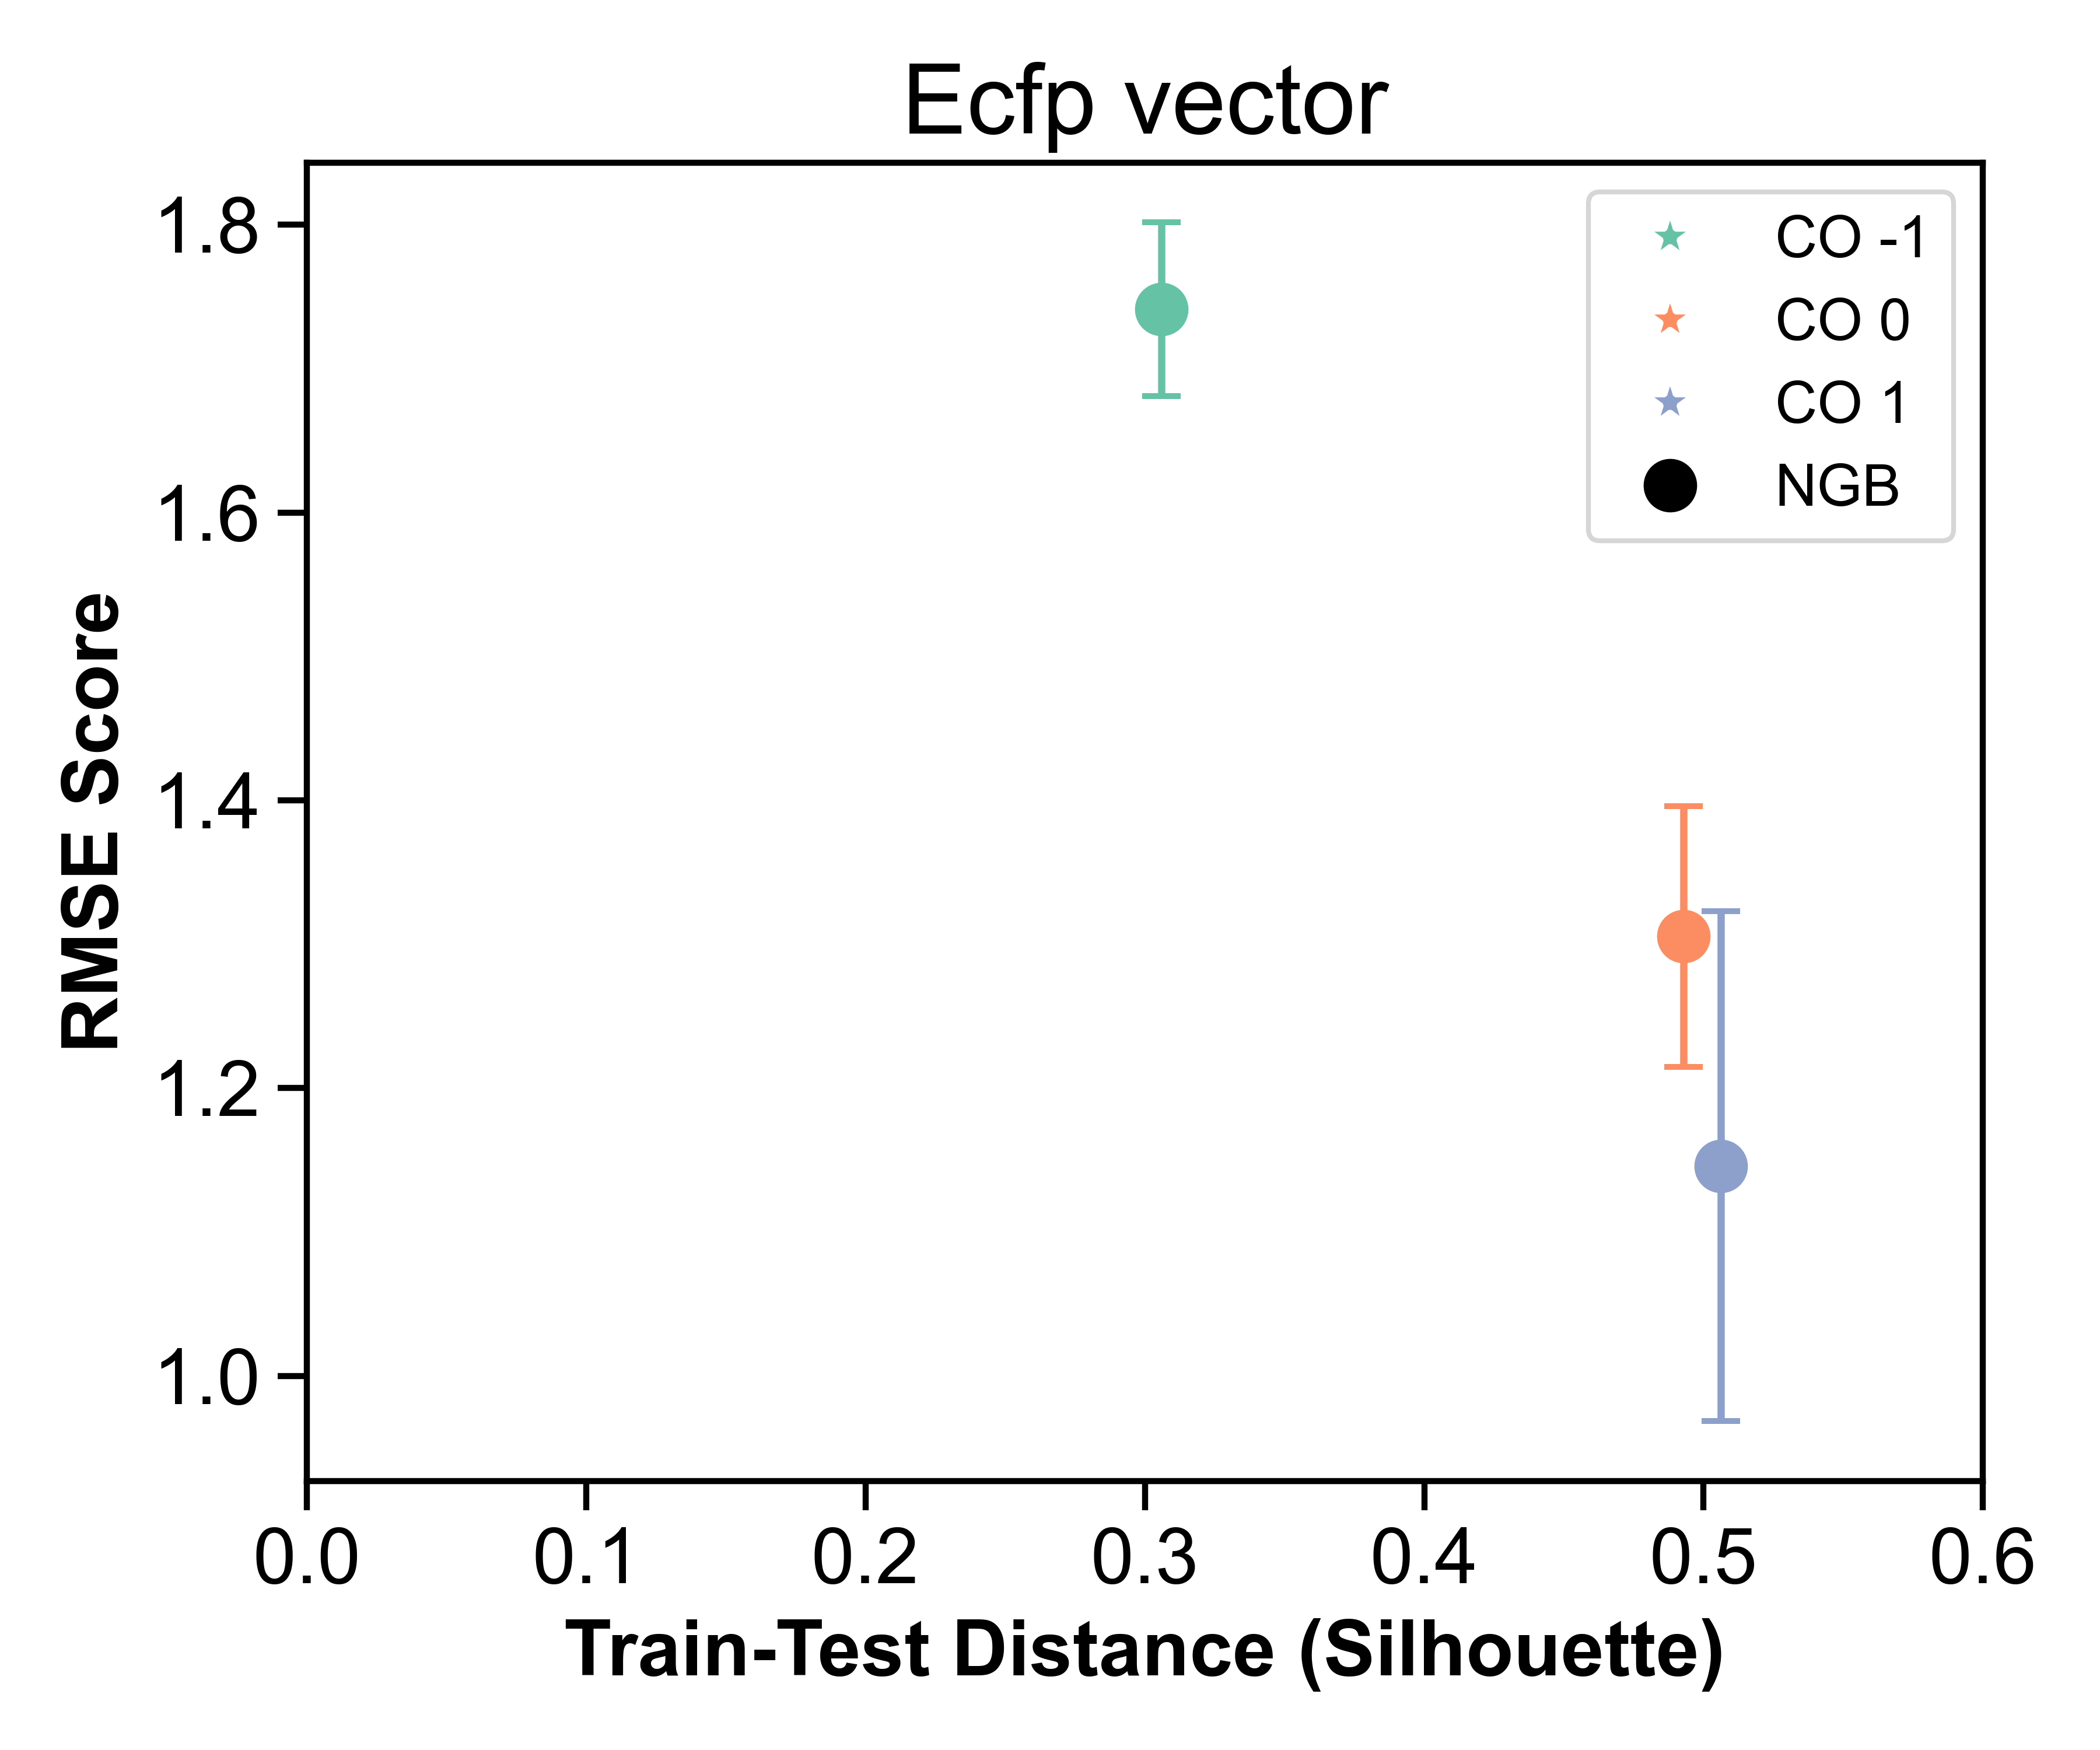 Ecfp vector
CO -1
CO 0
CO 1
NGB
RMSE Score
1.8
1.6
1.4
1.2
1.0
0.0 0.1 0.2 0.3 0.4 0.5 0.6
Train-Test Distance (Silhouette)